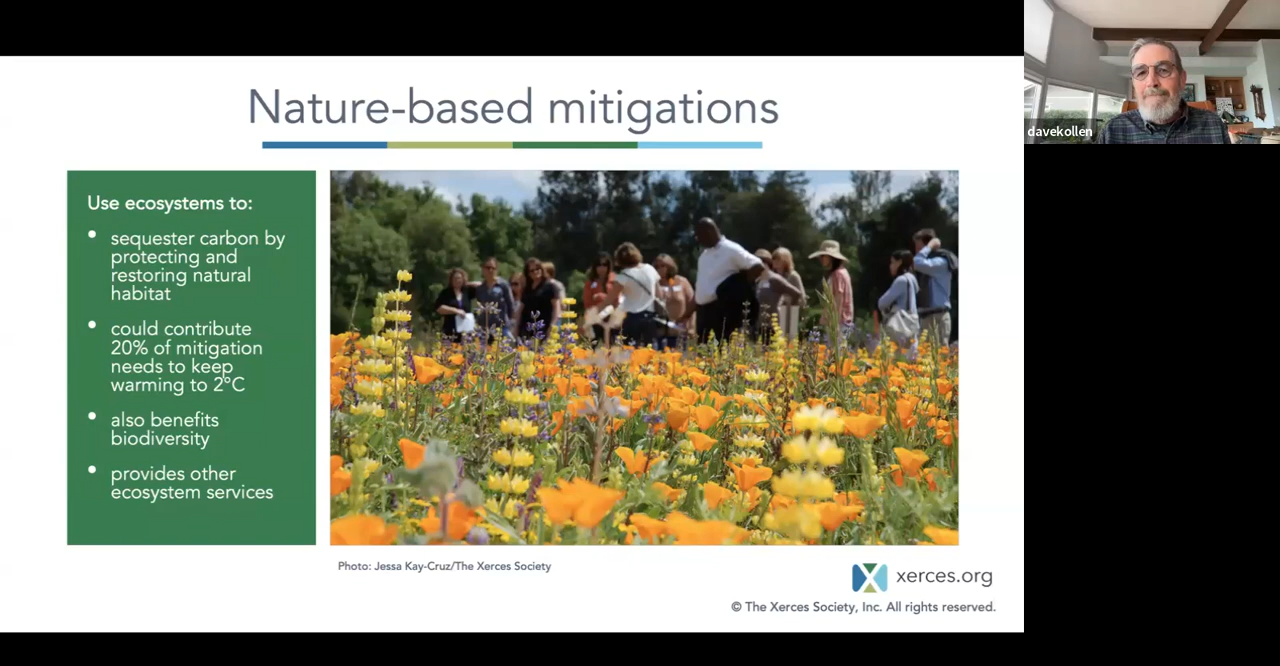 Nature-based mitigations
davekollen
Use ecosystems to:
• sequester carbon by
protecting and
restoring natural
habitat
• could contribute
20% of mitigation
needs to keep
warming to 2°C
• also benefits
biodiversity
• provides other
ecosystem services
Photo: Jessa Kay-Cruz/The Xerces Society
xerces.org
© The Xerces Society, Inc. All rights reserved.